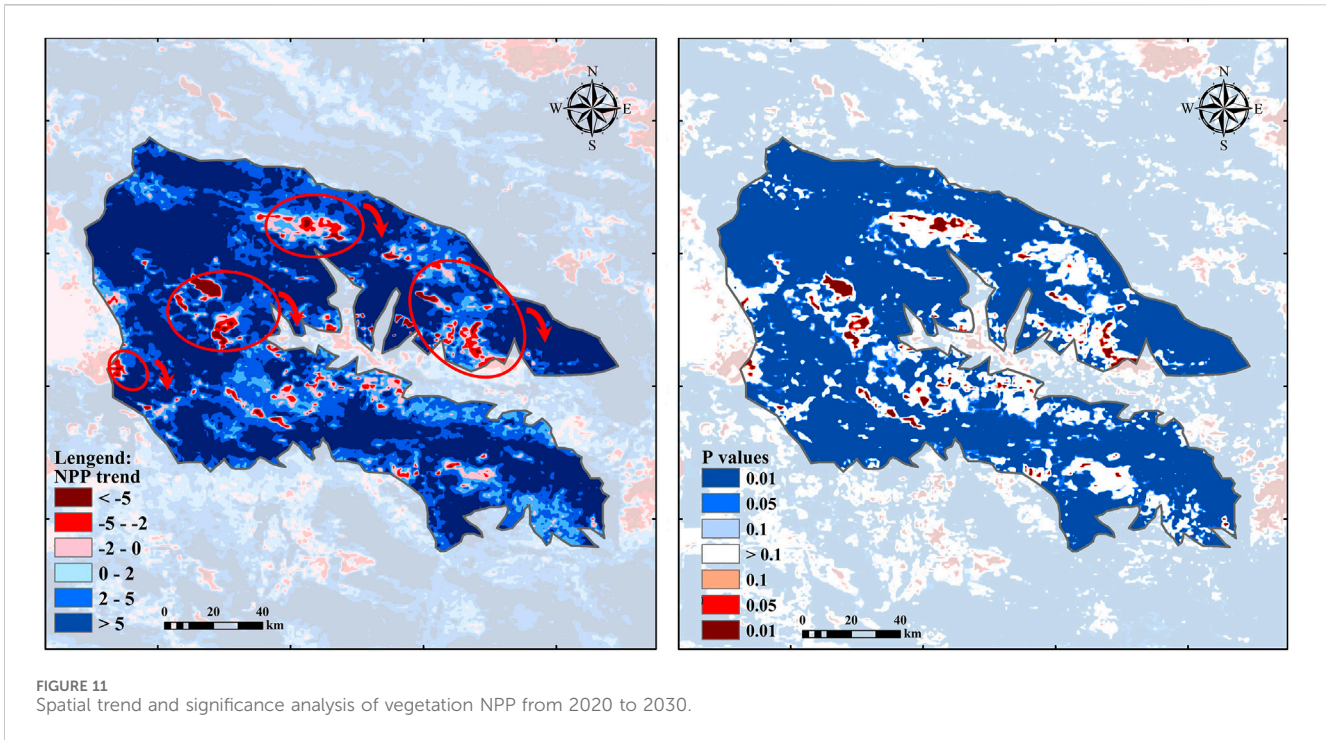 N
W E
S
Lengend:
NPP trend
< -5
-5 - -2
-2 - 0
0 - 2
2 - 5
> 5
0 20 40
km
N
W E
S
P values
0.01
0.05
0.1
> 0.1
0.1
0.05
0.01
0 20 40
km
FIGURE 11
Spatial trend and significance analysis of vegetation NPP from 2020 to 2030.